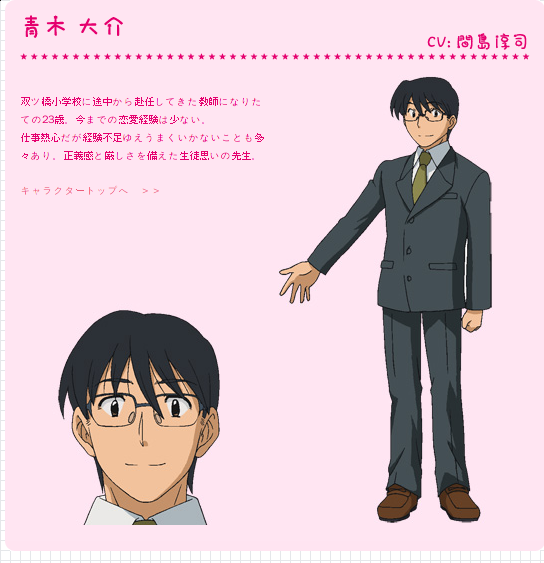 青木 大介
CV: 間島淳司
双ツ橋小学校に途中から赴任してきた教師になりた
ての23歳。今までの恋愛経験は少ない。
仕事熱心だが経験不足ゆえうまくいかないことも多
々あり。正義感と厳しさを備えた生徒思いの先生。
キャラクタートップへ　>>